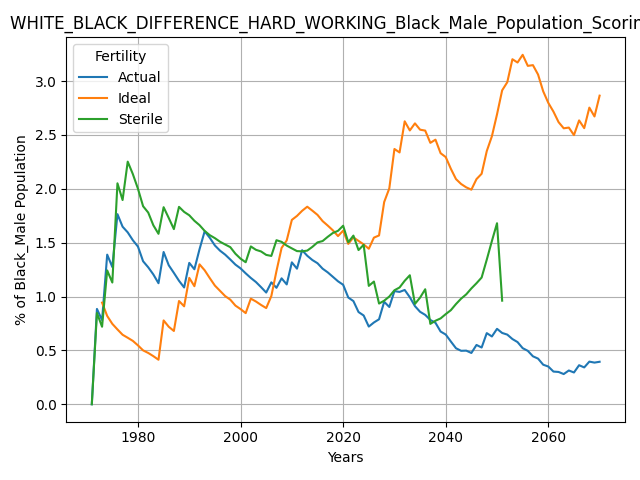 WHITE_BLACK_DIFFERENCE_HARD_WORKING_Black_Male_Population_Scorin
Fertility
Actual
Ideal
Sterile
% of Black_Male Population
3.0
2.5
2.0
1.5
1.0
0.5
0.0
1980 2000 2020 2040 2060
Years